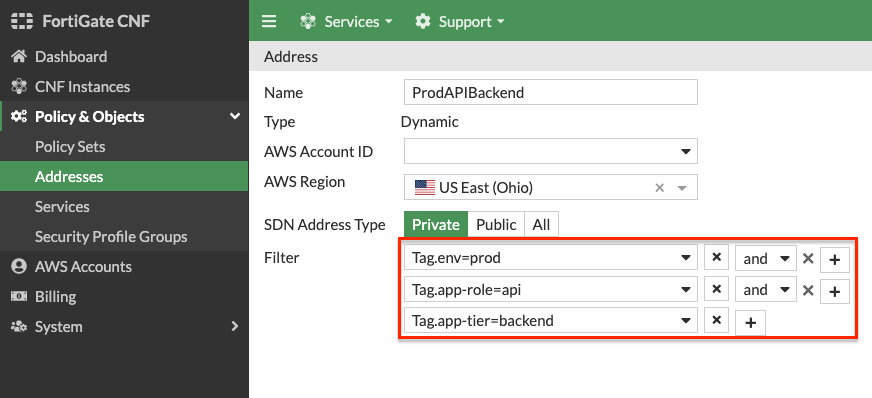 FortiGate CNF
Services
Support
Dashboard
CNF Instances
Policy & Objects
Policy Sets
Addresses
Services
Security Profile Groups
AWS Accounts
Billing
System
Address
Name ProdAPIBackend
Type Dynamic
AWS Account ID
AWS Region US East (Ohio)
SDN Address Type Private Public All
Filter Tag.env=prod and
Tag.app-role=api and
Tag.app-tier=backend